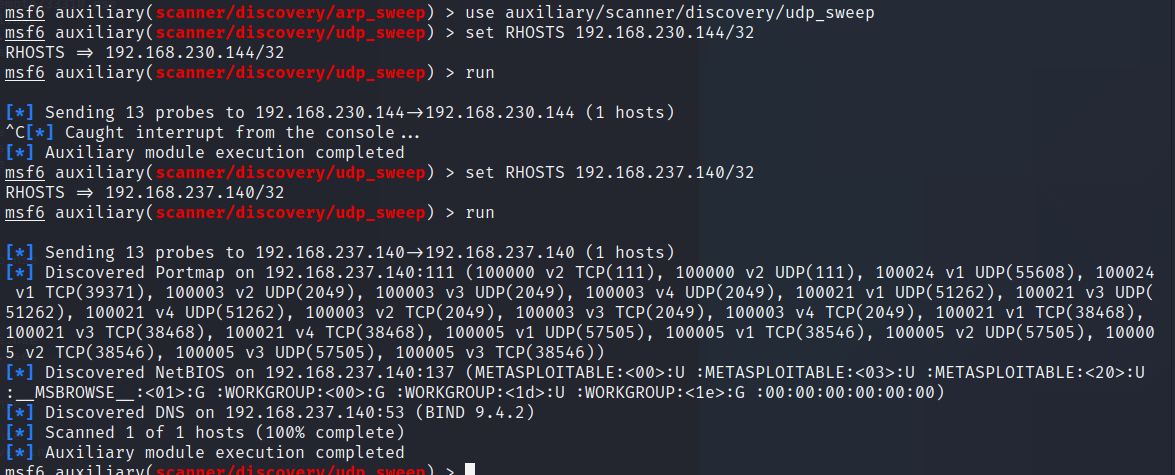 msf6 auxiliary(scanner/discovery/arp_sweep) > use auxiliary/scanner/discovery/udp_sweep
msf6 auxiliary(scanner/discovery/udp_sweep) > set RHOSTS 192.168.230.144/32
RHOSTS => 192.168.230.144/32
msf6 auxiliary(scanner/discovery/udp_sweep) > run
[*] Sending 13 probes to 192.168.230.144->192.168.230.144 (1 hosts)
^C[*] Caught interrupt from the console...
[*] Auxiliary module execution completed
msf6 auxiliary(scanner/discovery/udp_sweep) > set RHOSTS 192.168.237.140/32
RHOSTS => 192.168.237.140/32
msf6 auxiliary(scanner/discovery/udp_sweep) > run
[*] Sending 13 probes to 192.168.237.140->192.168.237.140 (1 hosts)
[*] Discovered Portmap on 192.168.237.140:111 (100000 v2 TCP(111), 100000 v2 UDP(111), 100024 v1 UDP(55608), 100024
v1 TCP(39371), 100003 v2 UDP(2049), 100003 v3 UDP(2049), 100003 v4 UDP(2049), 100021 v1 UDP(51262), 100021 v3 UDP(
51262), 100021 v4 UDP(51262), 100003 v2 TCP(2049), 100003 v3 TCP(2049), 100003 v4 TCP(2049), 100021 v1 TCP(38468),
100021 v3 TCP(38468), 100021 v4 TCP(38468), 100005 v1 UDP(57505), 100005 v1 TCP(38546), 100005 v2 UDP(57505), 10000
5 v2 TCP(38546), 100005 v3 UDP(57505), 100005 v3 TCP(38546))
[*] Discovered NetBIOS on 192.168.237.140:137 (METASPLOITABLE:<00>:U :METASPLOITABLE:<03>:U :METASPLOITABLE:<20>:U
:__MSBROWSE__:<01>:G :WORKGROUP:<00>:G :WORKGROUP:<1d>:U :WORKGROUP:<1e>:G :00:00:00:00:00:00)
[*] Discovered DNS on 192.168.237.140:53 (BIND 9.4.2)
[*] Scanned 1 of 1 hosts (100% complete)
[*] Auxiliary module execution completed
msf6 auxiliary(scanner/discovery/udp_sweep) >